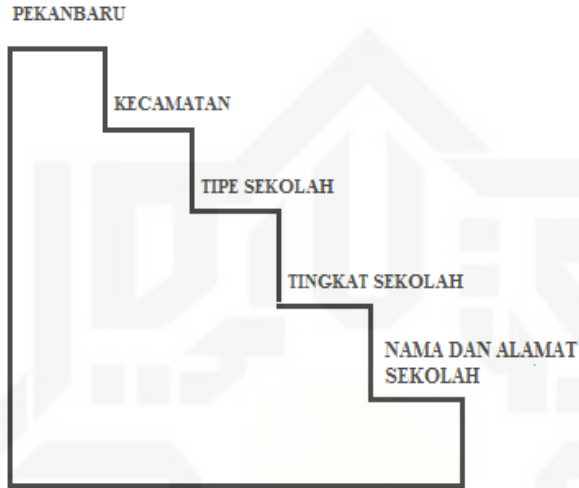 PEKANBARU
KECAMATAN
TIPE SEKOLAH
TINGKAT SEKOLAH
NAMA DAN ALAMAT
SEKOLAH